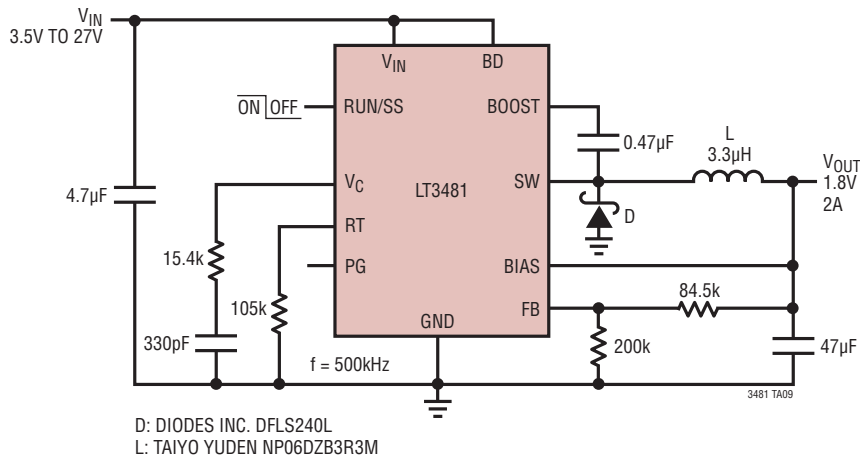 VIN
3.5V TO 27V
VIN
BD
ON OFF
RUN/SS
BOOST
0.47µF
L
3.3µH
VOUT
1.8V
2A
4.7µF
VC
LT3481
SW
D
15.4k
RT
PG
BIAS
84.5k
105k
FB
330pF
GND
200k
47µF
f = 500kHz
3481 TA09
D: DIODES INC. DFLS240L
L: TAIYO YUDEN NP06DZB3R3M